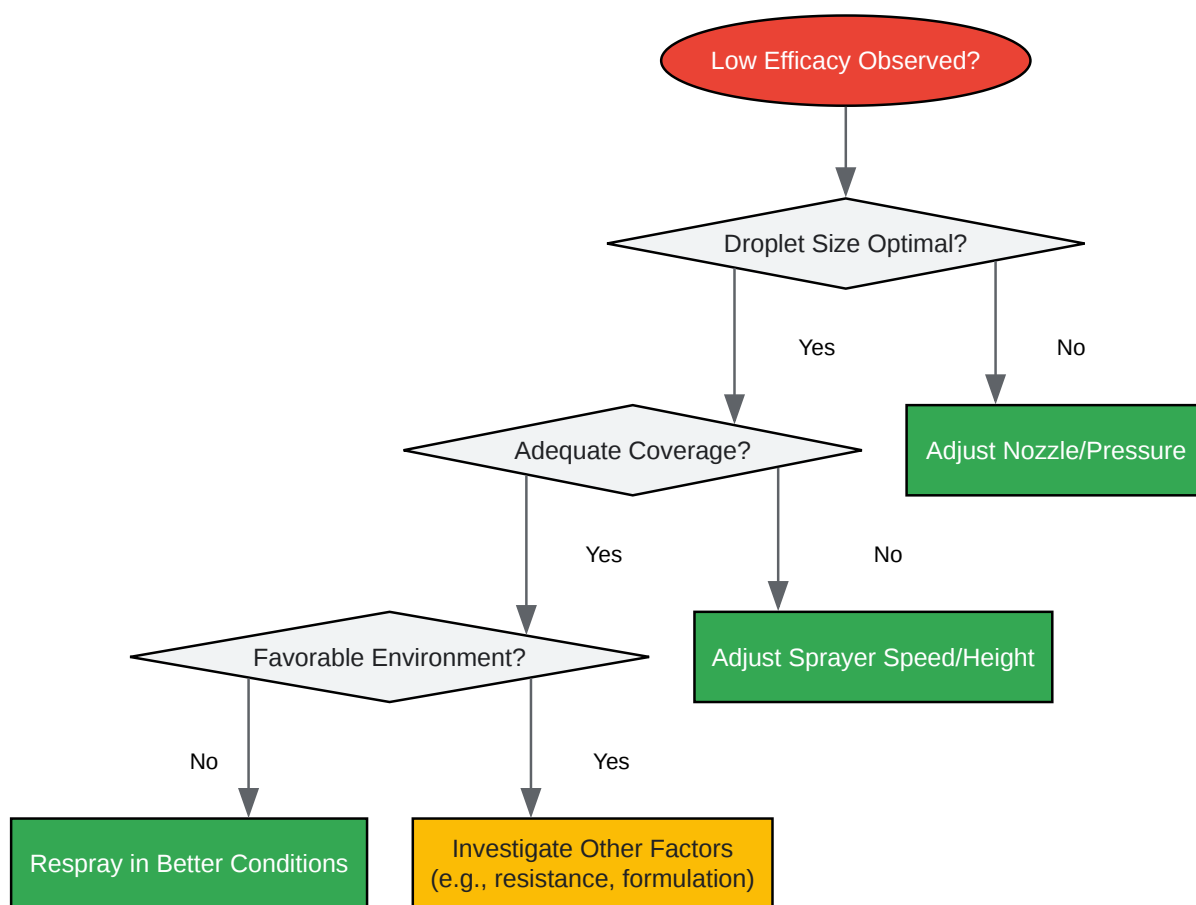 Low Efficacy Observed?
Droplet Size Optimal?
Yes
No
Adequate Coverage?
Adjust Nozzle/Pressure
Yes
No
Favorable Environment?
Adjust Sprayer Speed/Height
No
Yes
Respray in Better Conditions
Investigate Other Factors
(e.g., resistance, formulation)